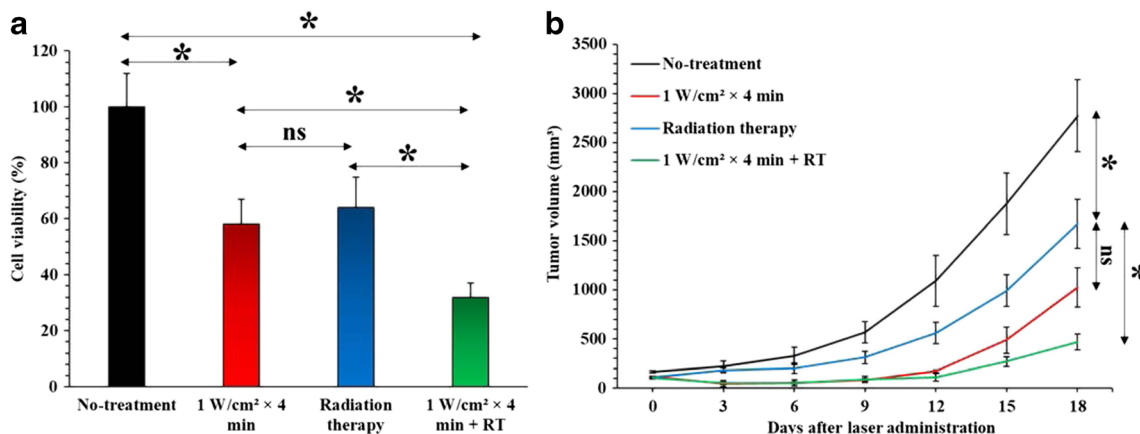 a
*
*
*
ns
*
Cell viability (%)
120
100
80
60
40
20
0
No-treatment
1 W/cm² × 4
min
Radiation
therapy
1 W/cm² × 4
min + RT
b
Tumor volume (mm³)
3500
3000
2500
2000
1500
1000
500
0
No-treatment
1 W/cm² × 4 min
Radiation therapy
1 W/cm² × 4 min + RT
*
ns
*
0 3 6 9 12 15 18
Days after laser administration